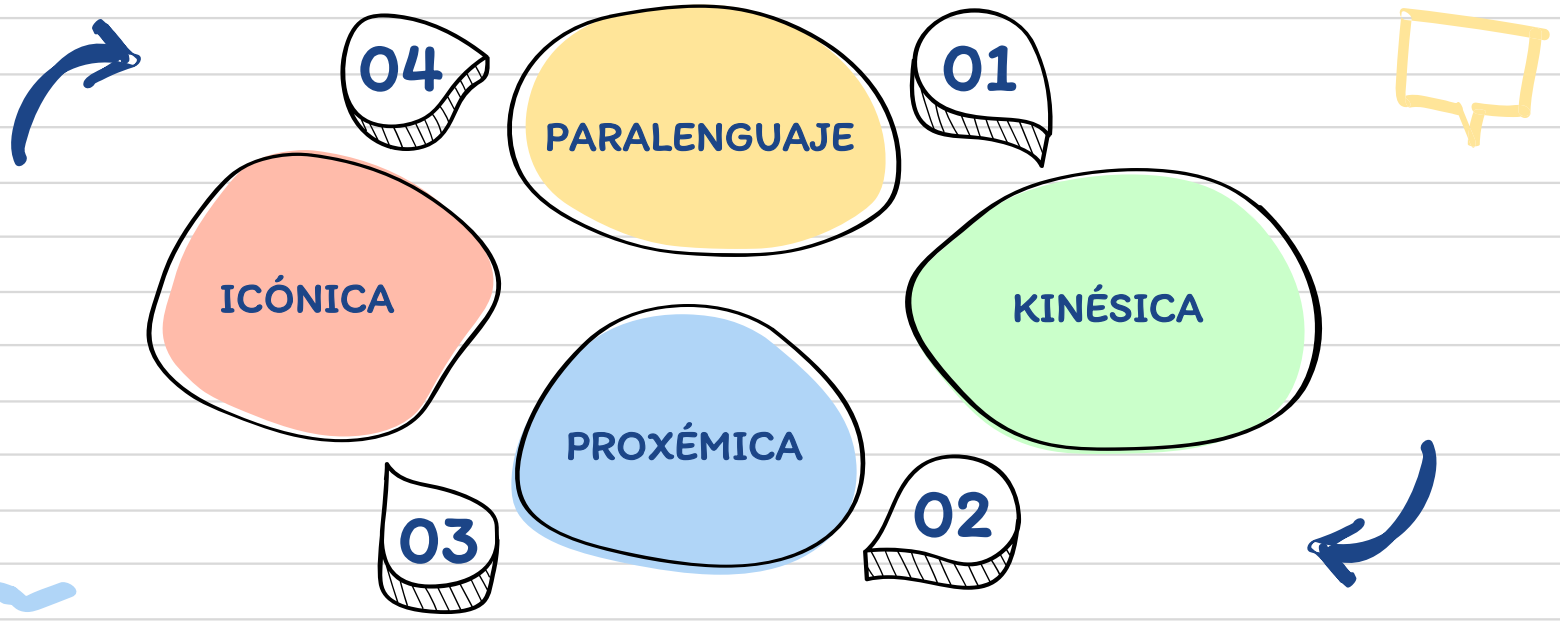 04
01
PARALENGUAJE
ICÓNICA
KINÉSICA
PROXÉMICA
02
03